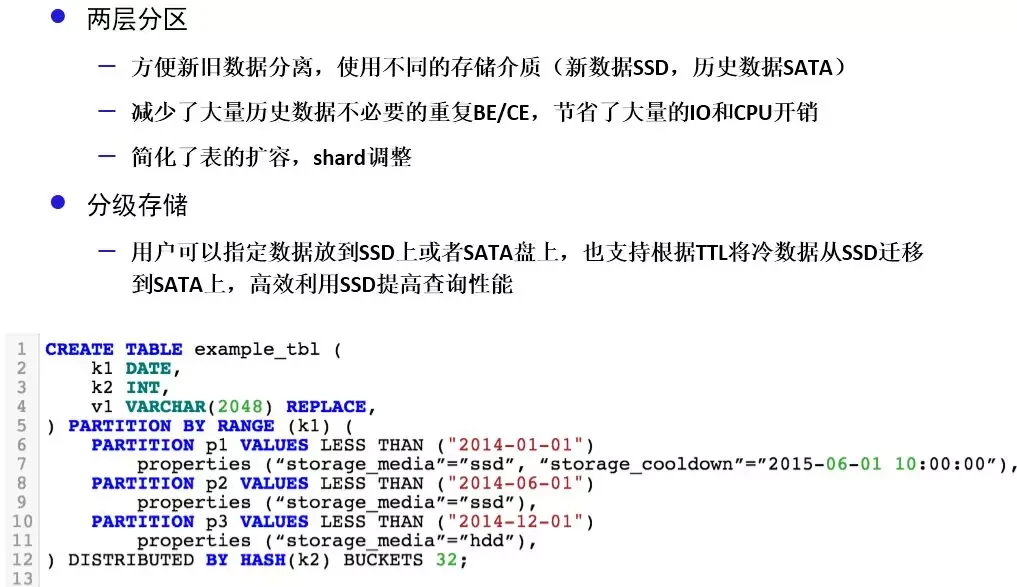 ● 两层分区
— 方便新旧数据分离，使用不同的存储介质（新数据SSD，历史数据SATA）
— 减少了大量历史数据不必要的重复BE/CE，节省了大量的IO和CPU开销
— 简化了表的扩容，shard调整
● 分级存储
— 用户可以指定数据放到SSD上或者SATA盘上，也支持根据TTL将冷数据从SSD迁移
到SATA上，高效利用SSD提高查询性能
1 CREATE TABLE example_tbl (
2     k1 DATE,
3     k2 INT,
4     v1 VARCHAR(2048) REPLACE,
5 ) PARTITION BY RANGE (k1) (
6     PARTITION p1 VALUES LESS THAN ("2014-01-01")
7         properties (“storage_media”=”ssd”, “storage_cooldown”=”2015-06-01 10:00:00”),
8     PARTITION p2 VALUES LESS THAN ("2014-06-01")
9         properties (“storage_media”=”ssd”),
10     PARTITION p3 VALUES LESS THAN ("2014-12-01")
11         properties (“storage_media”=”hdd”),
12 ) DISTRIBUTED BY HASH(k2) BUCKETS 32;
13